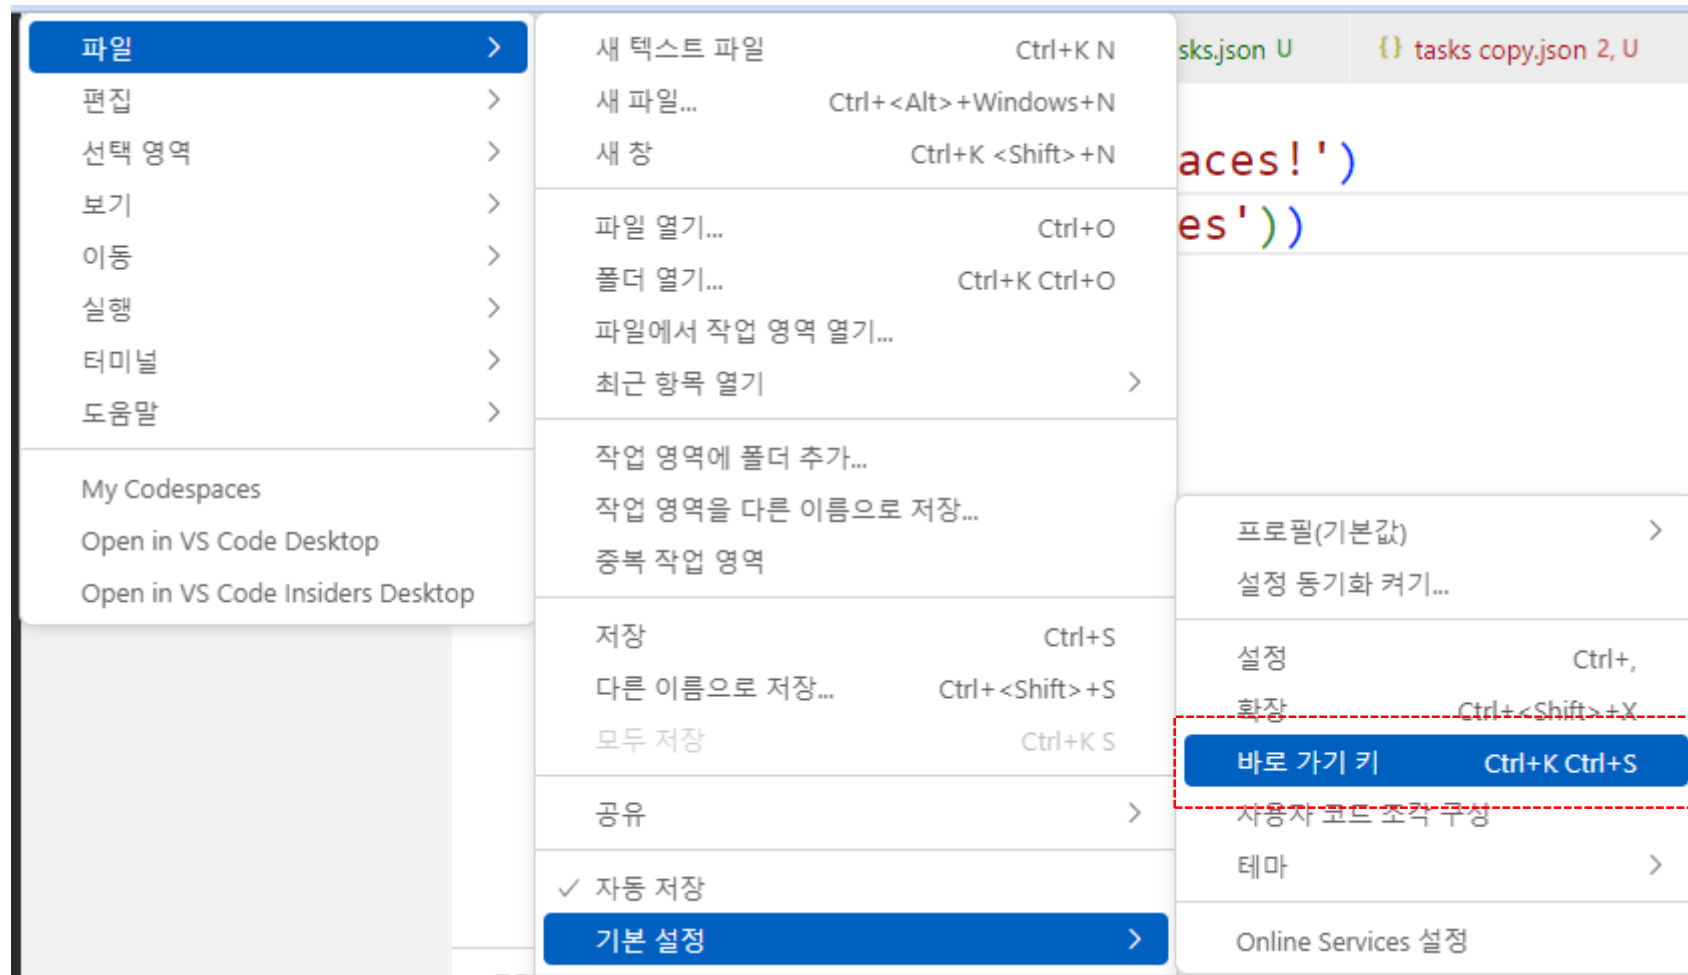 파일
편집
선택 영역
보기
이동
실행
터미널
도움말
My Codespaces
Open in VS Code Desktop
Open in VS Code Insiders Desktop
새 텍스트 파일 Ctrl+K N
새 파일... Ctrl+<Alt>+Windows+N
새 창 Ctrl+K <Shift>+N
파일 열기... Ctrl+O
폴더 열기... Ctrl+K Ctrl+O
파일에서 작업 영역 열기...
최근 항목 열기
작업 영역에 폴더 추가...
작업 영역을 다른 이름으로 저장...
중복 작업 영역
저장 Ctrl+S
다른 이름으로 저장... Ctrl+<Shift>+S
모두 저장 Ctrl+K S
공유
자동 저장
기본 설정
sks.json U {} tasks copy.json 2, U
aces!')
es'))
프로필(기본값)
설정 동기화 켜기...
설정 Ctrl+,
확장 Ctrl+<Shift>+X
바로 가기 키 Ctrl+K Ctrl+S
사용자 코드 조각 구성
테마
Online Services 설정